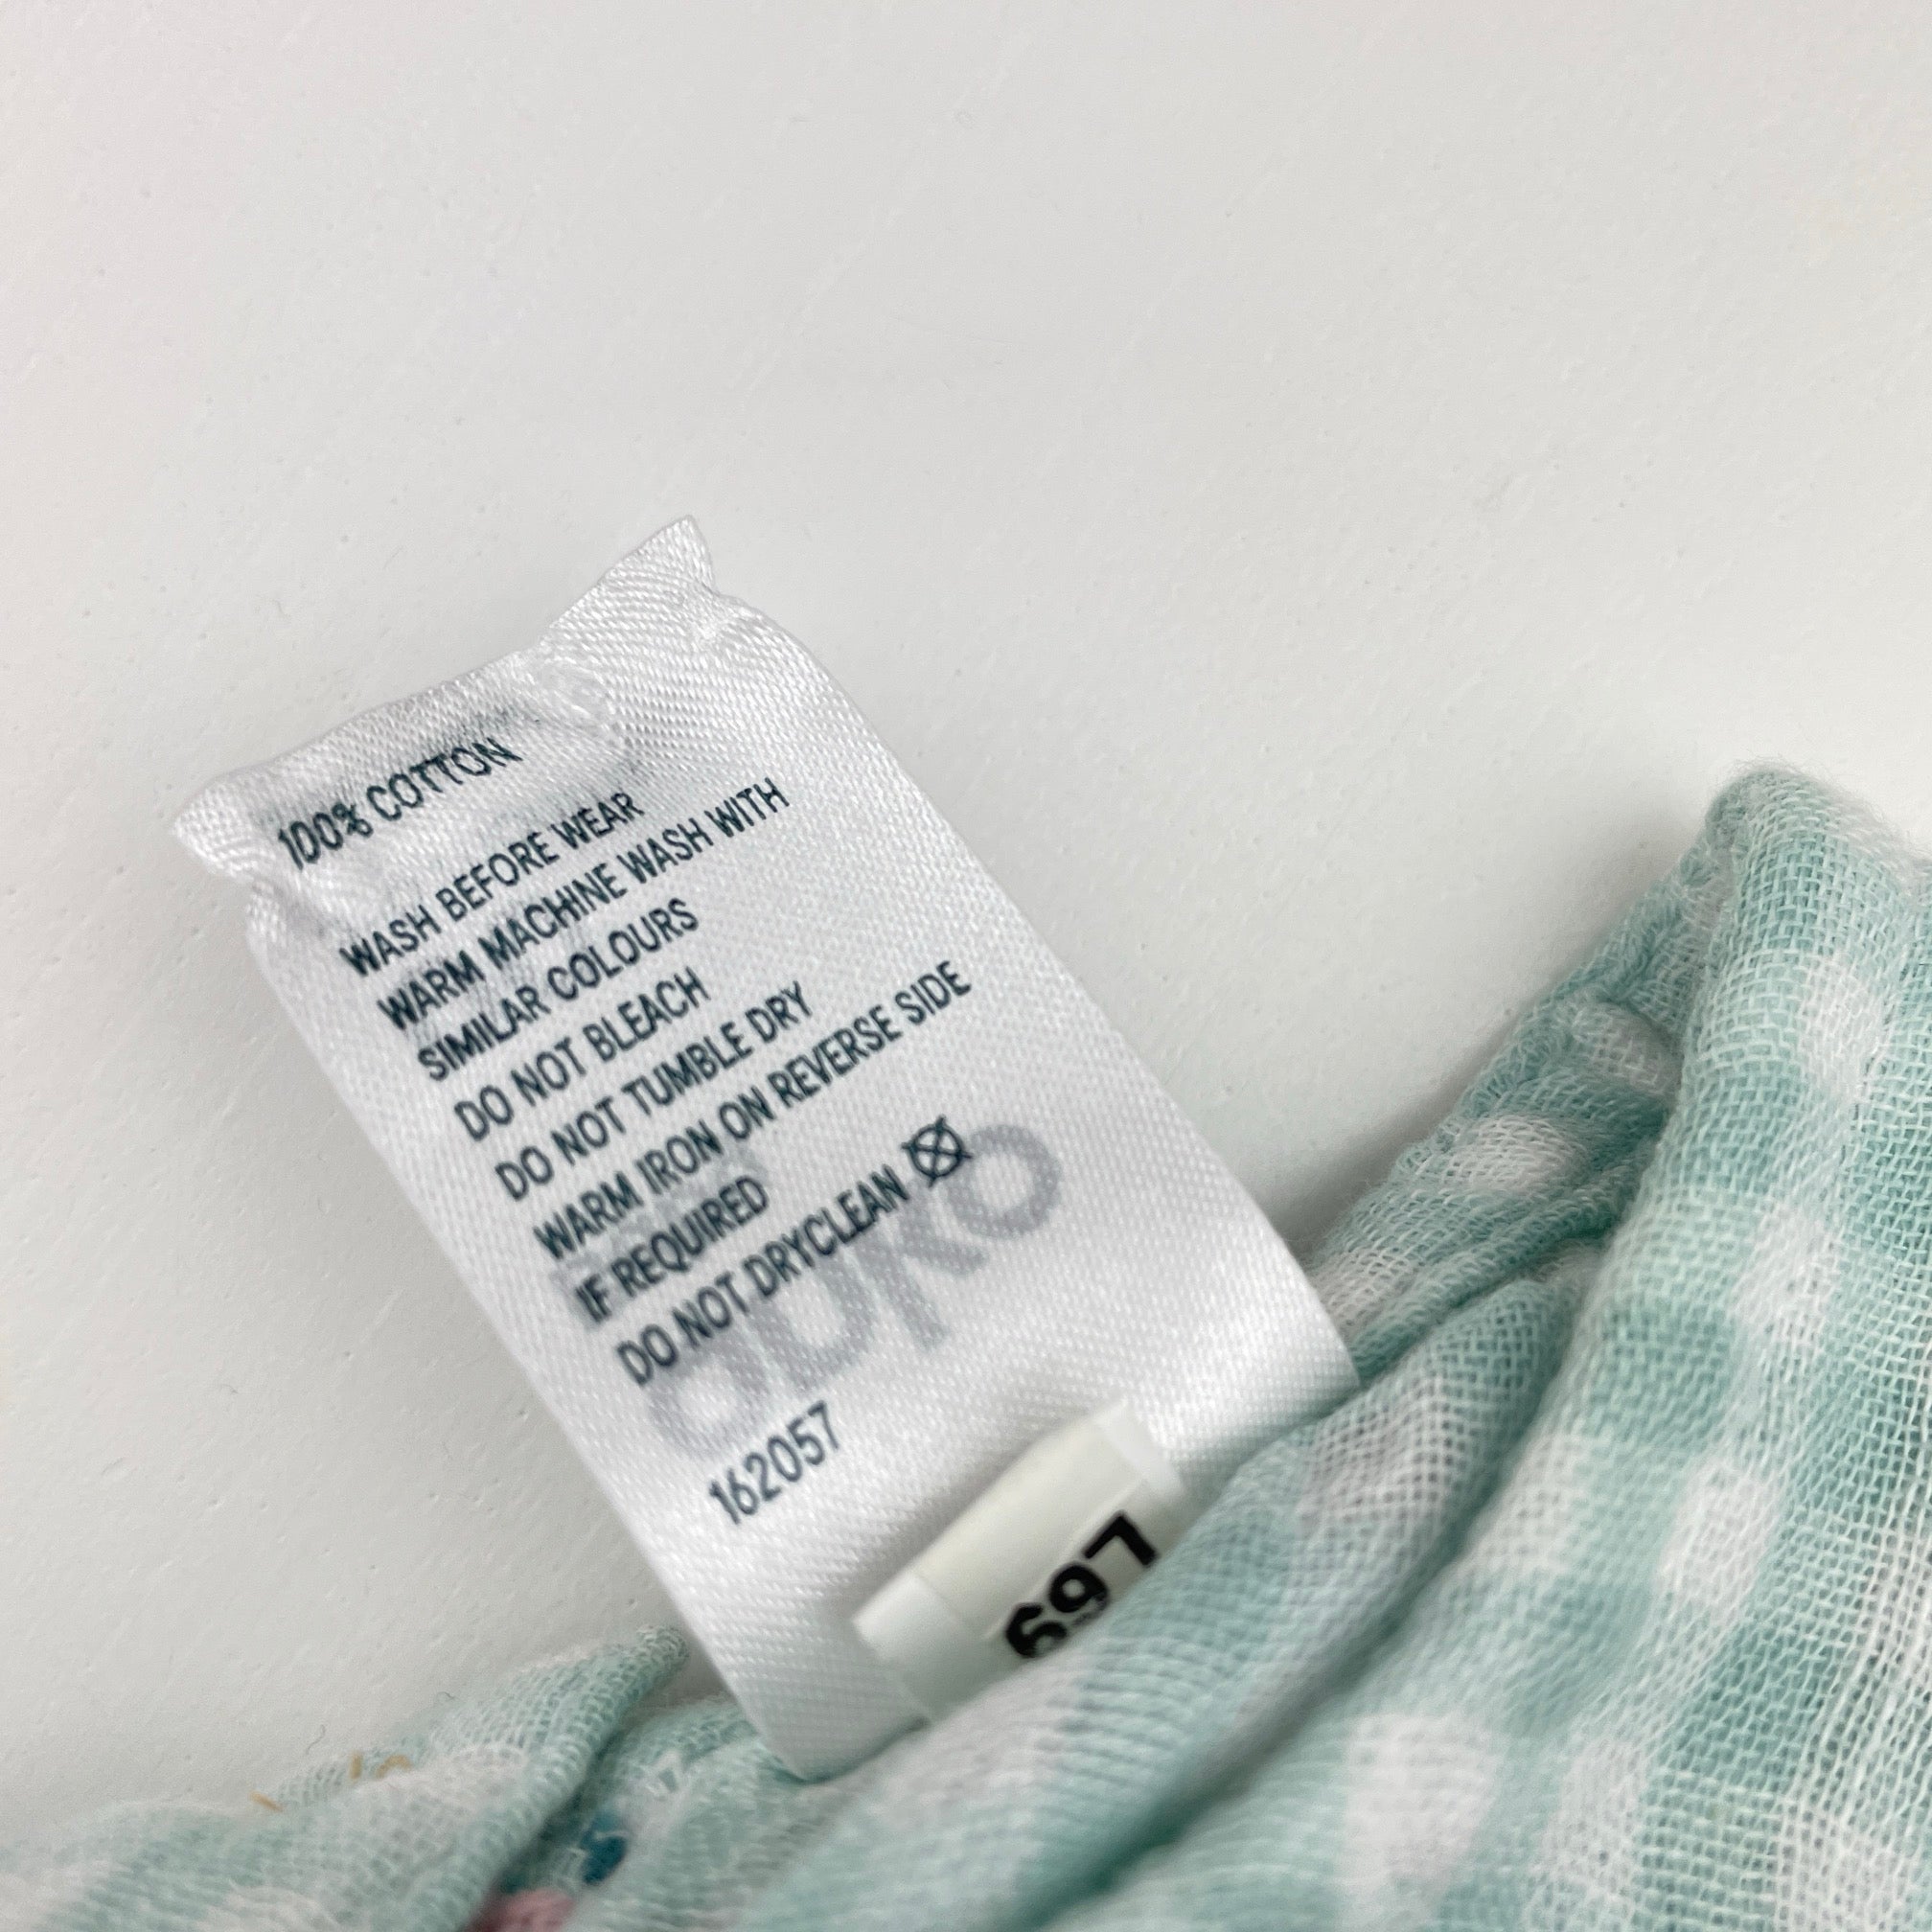 100% COTTON
WASH BEFORE WEAR
WARM MACHINE WASH WITH
SIMILAR COLOURS
DO NOT BLEACH
DO NOT TUMBLE DRY
WARM IRON ON REVERSE SIDE
IF REQUIRED
DO NOT DRYCLEAN
162057
L69